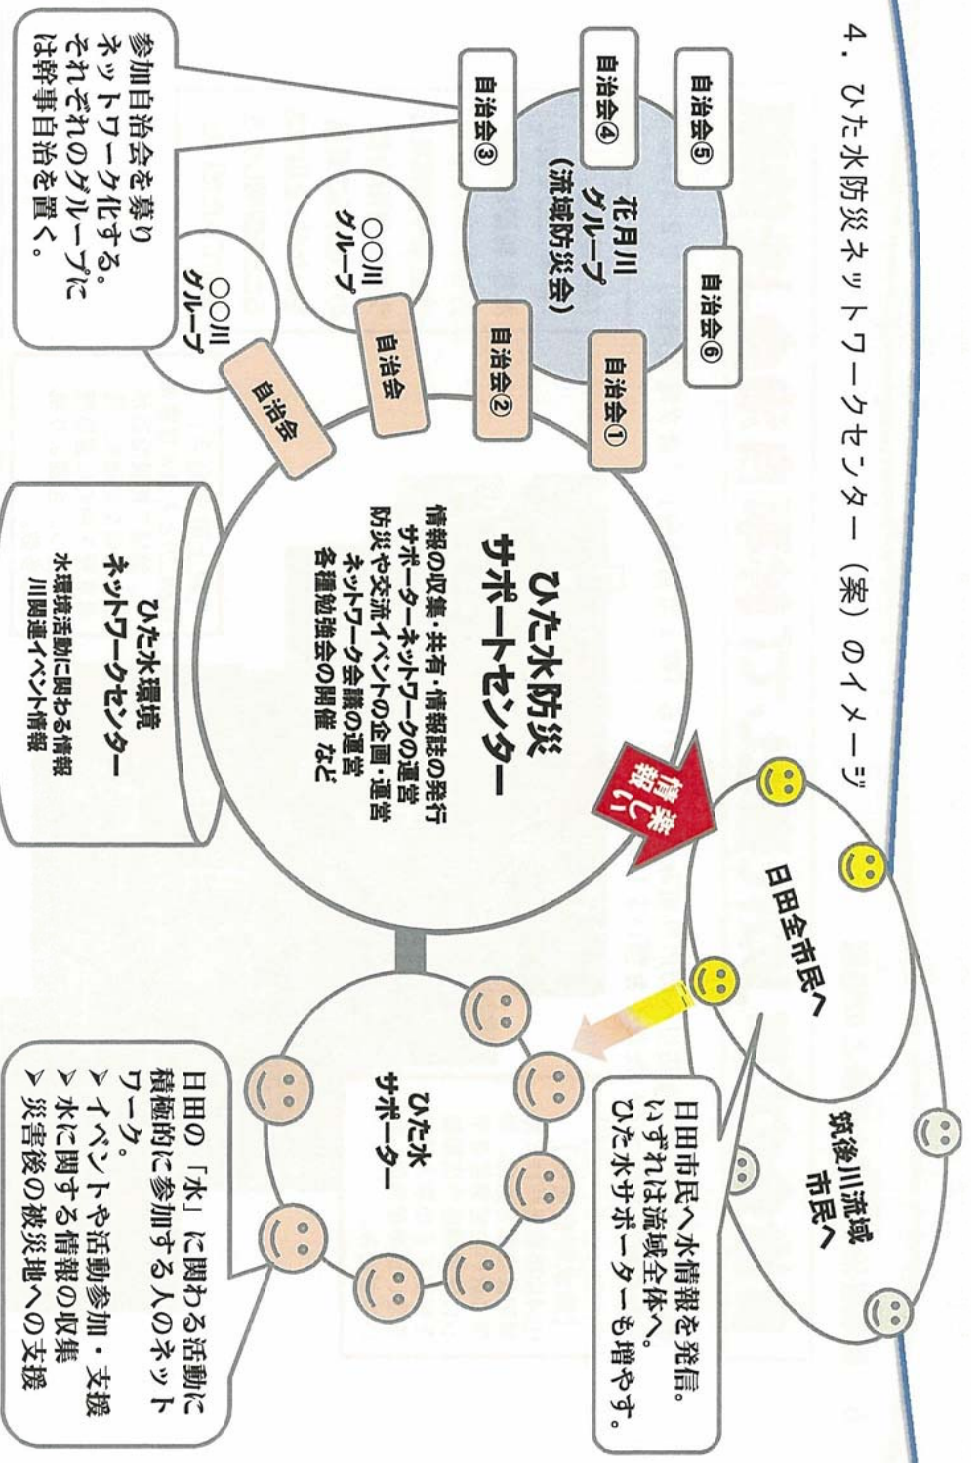 4. ひた水防災ネットワークセンター（案）のイメージ
自治会⑤
自治会⑥
自治会④
自治会③
花月川
グループ
(流域防災会)
自治会①
自治会②
○○川
グループ
自治会
○○川
グループ
自治会
参加自治会を募り
ネットワーク化する。
それぞれのグループに
は幹事自治を置く。
ひた水防災
サポートセンター
情報の収集・共有・情報誌の発行
サポーターネットワークの運営
防災や交流イベントの企画・運営
ネットワーク会議の運営
各種勉強会の開催 など
ひた水環境
ネットワークセンター
水環境活動に関わる情報
川関連イベント情報
楽しい
情報
日田全市民へ
筑後川流域
市民へ
日田市民へ水情報を発信。
いずれは流域全体へ。
ひた水サポーターも増やす。
ひた水
サポーター
日田の「水」に関わる活動に
積極的に参加する人のネット
ワーク。
➢ イベントや活動参加・支援
➢ 水に関する情報の収集
➢ 災害後の被災地への支援